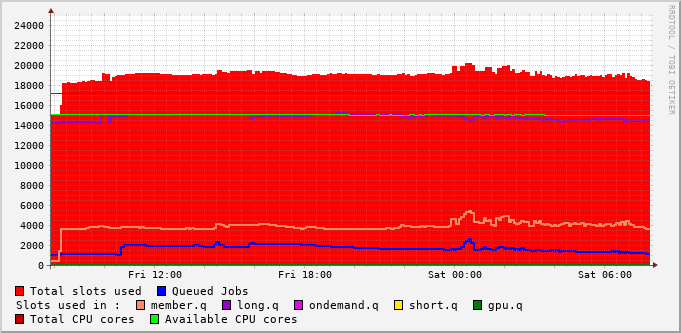 24000
22000
20000
18000
16000
14000
12000
10000
8000
6000
4000
2000
0
Fri 12:00 Fri 18:00 Sat 00:00 Sat 06:00
RRDTOOL / TOBI OETIKER
Total slots used Queued Jobs
Slots used in : member.q long.q ondemand.q short.q gpu.q
Total CPU cores Available CPU cores